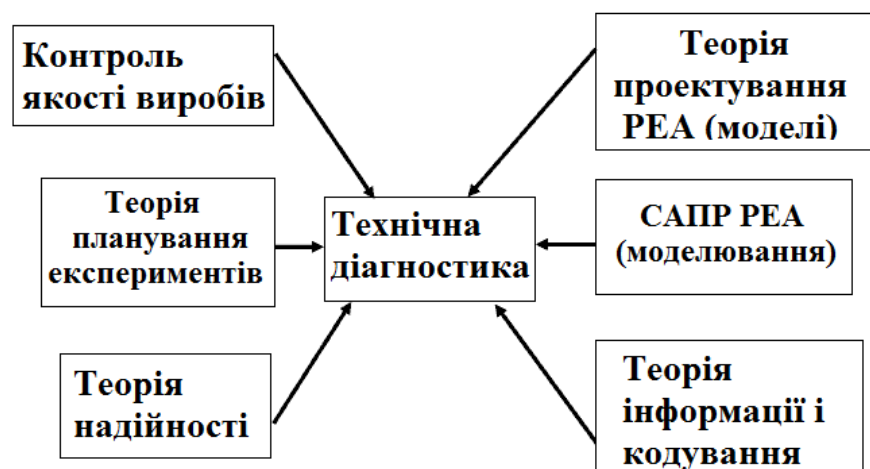 Контроль
якості виробів
Теорія
проектування
РЕА (моделі)
Теорія
планування
експериментів
Технічна
діагностика
САПР РЕА
(моделювання)
Теорія
надійності
Теорія
інформації і
кодування